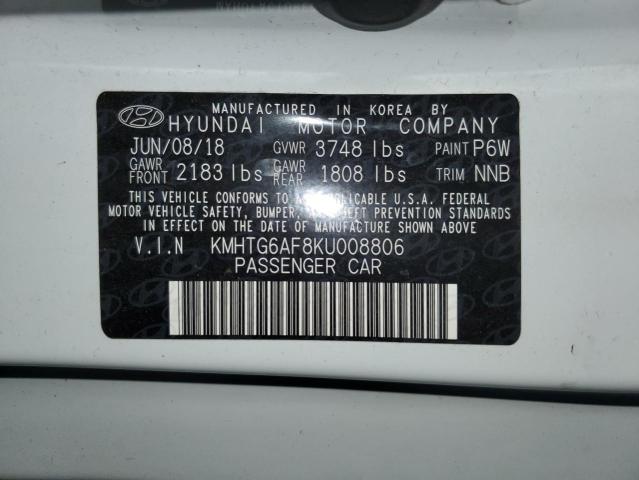 MANUFACTURED IN KOREA BY
HYUNDAI MOTOR COMPANY
JUN/08/18 GVWR 3748 lbs PAINT P6W
GAWR FRONT 2183 lbs GAWR REAR 1808 lbs TRIM NNB
THIS VEHICLE CONFORMS TO ALL APPLICABLE U.S.A. FEDERAL
MOTOR VEHICLE SAFETY, BUMPER, AND THEFT PREVENTION STANDARDS
IN EFFECT ON THE DATE OF MANUFACTURE SHOWN ABOVE.
V.I.N KMHTG6AF8KU008806
PASSENGER CAR